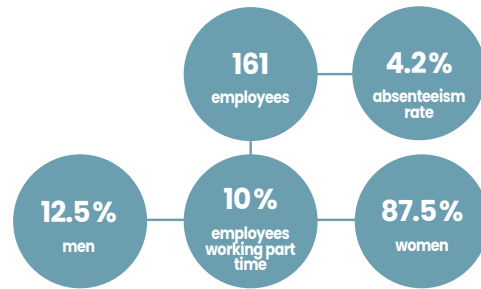 161
employees
4.2%
absenteeism
rate
12.5%
men
10%
employees
working part
time
87.5%
women